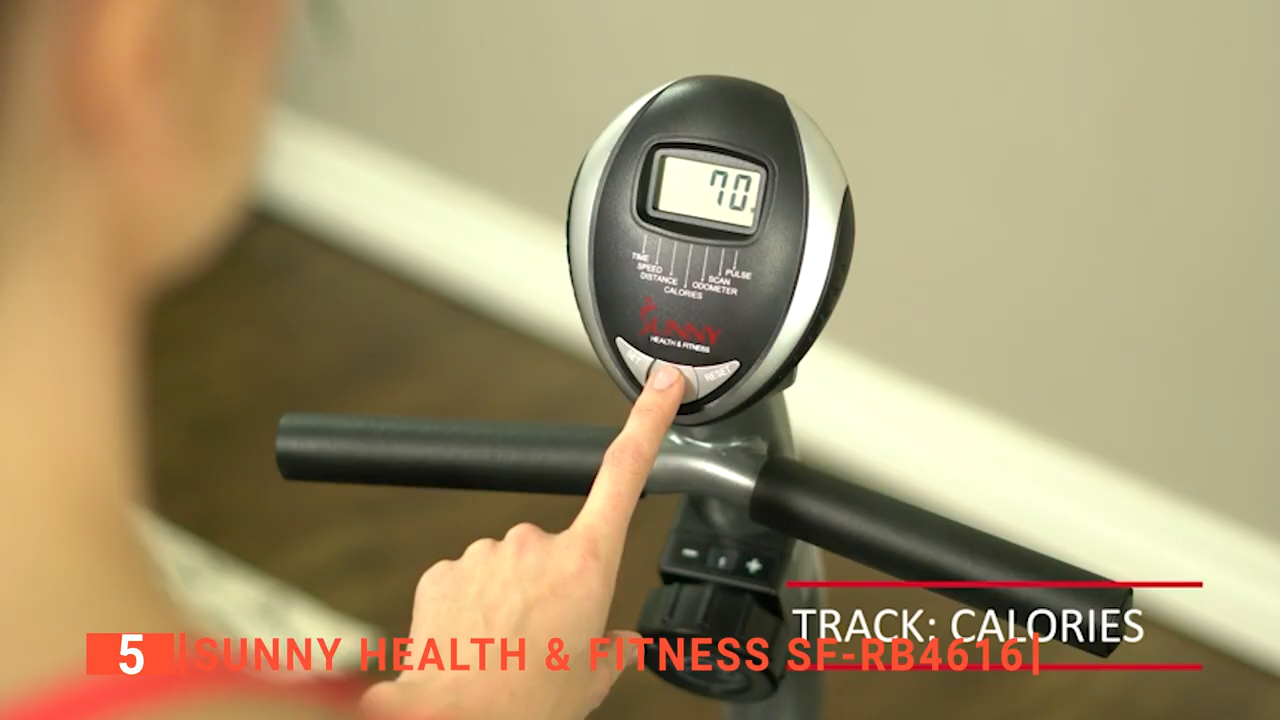 70.
TIME
SPEED
DISTANCE
CALORIES
ODOMETER
SCAN
PULSE
SUNNY
HEALTH & FITNESS
SET
RESET
TRACK: CALORIES
5 |SUNNY HEALTH & FITNESS SF-RB4616|